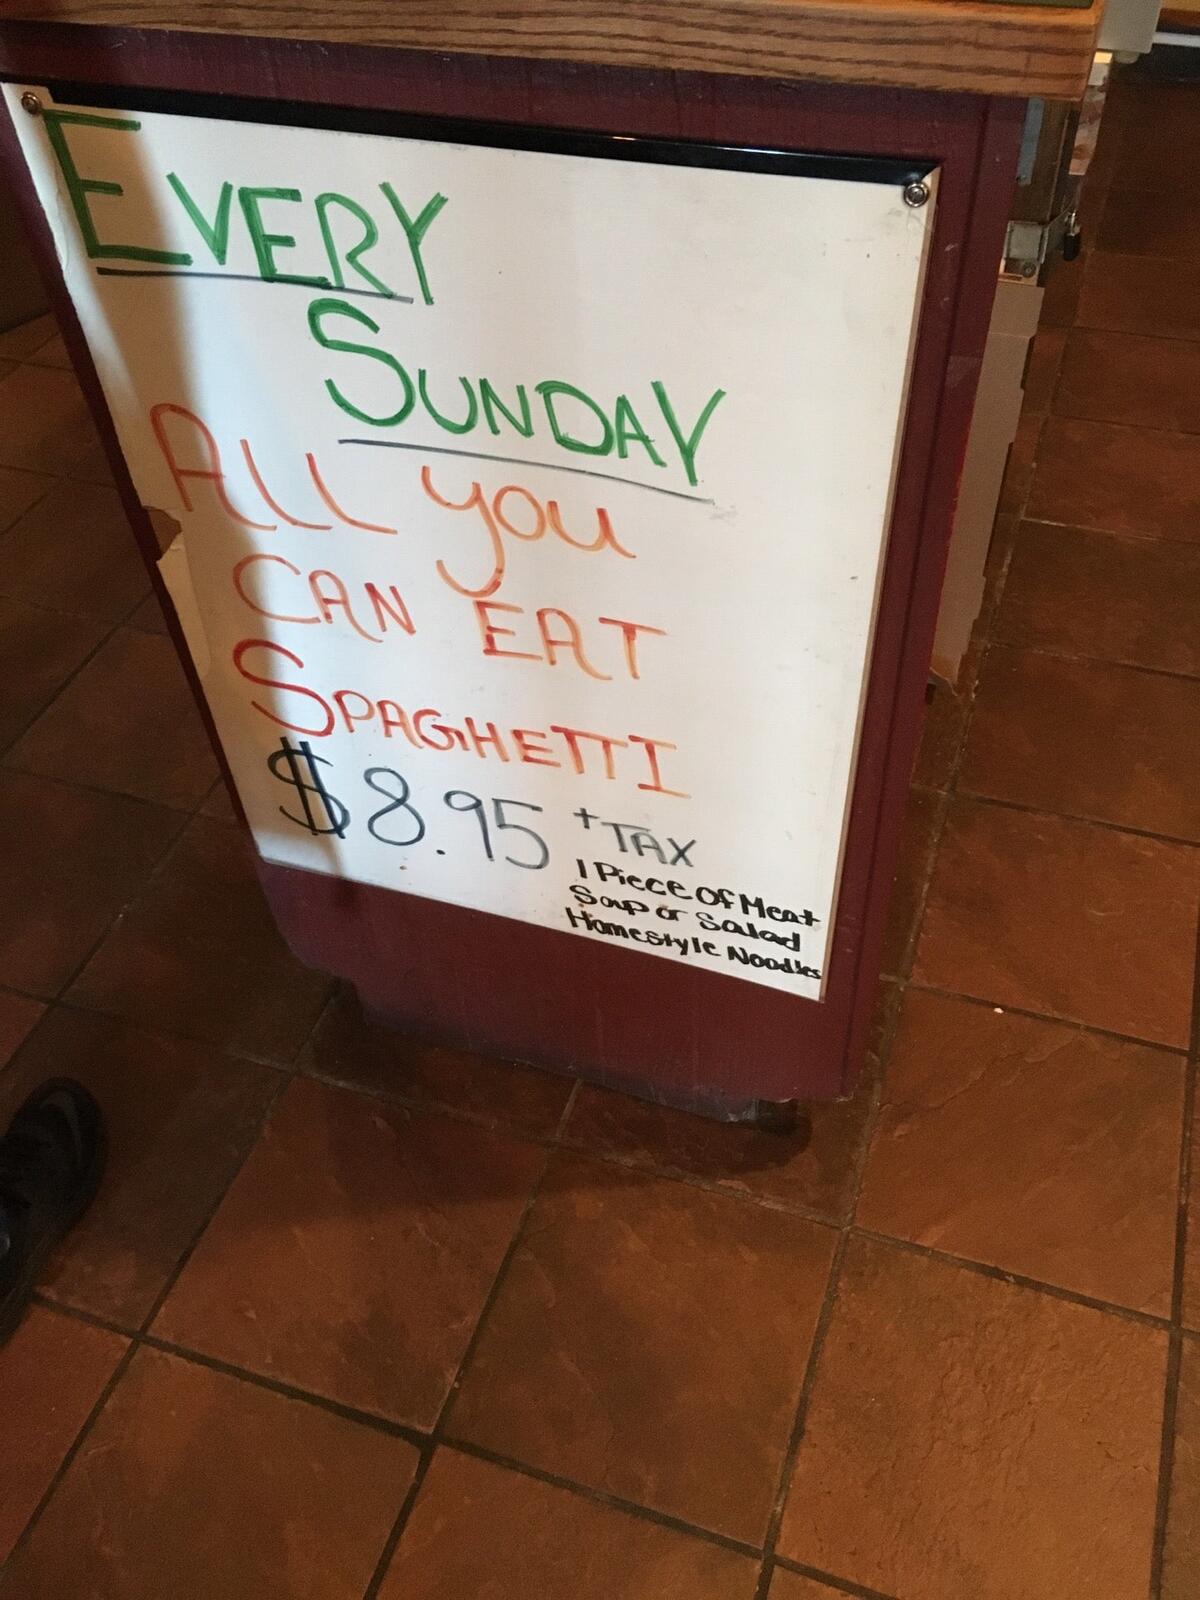 EVERY
SUNDAY
ALL you
CAN EAT
SPAGHETTI
$8.95 + TAX
1 Piece Of Meat
Soup or Salad
Homestyle Noodles